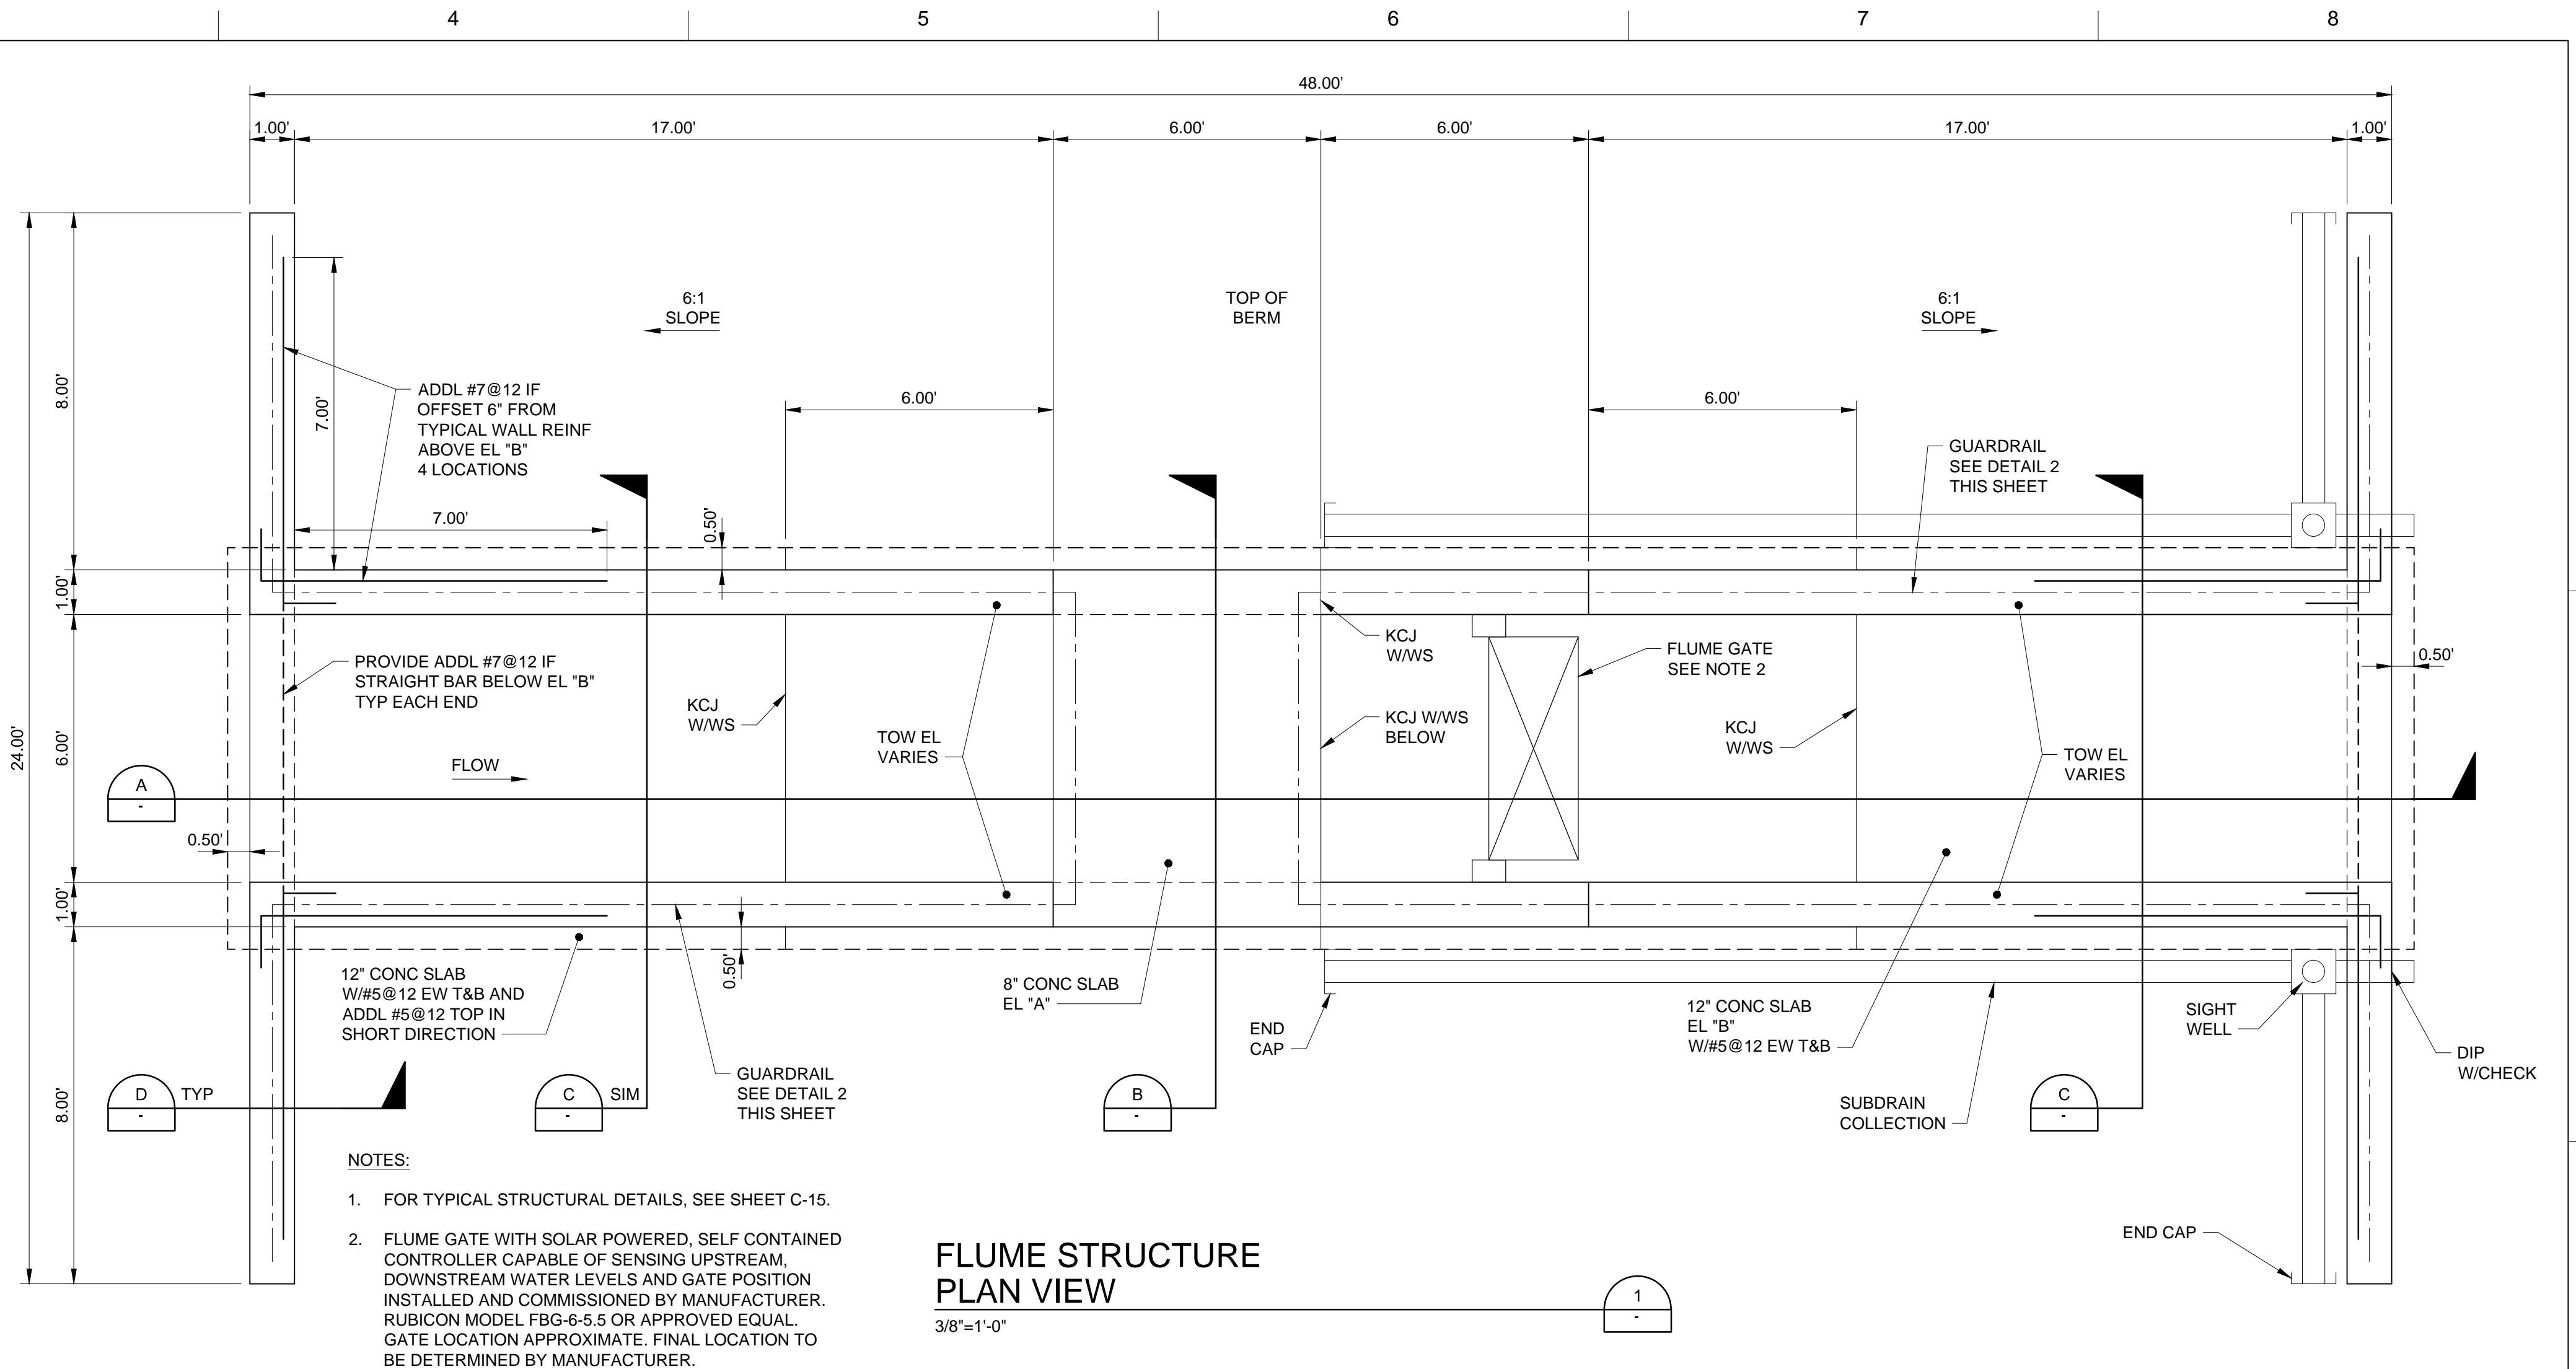 4
5
6
7
8
48.00'
1.00'
17.00'
6.00'
6.00'
17.00'
1.00'
6:1
SLOPE
TOP OF
BERM
6:1
SLOPE
8.00'
7.00'
ADDL #7@12 IF
OFFSET 6" FROM
TYPICAL WALL REINF
ABOVE EL "B"
4 LOCATIONS
6.00'
6.00'
GUARDRAIL
SEE DETAIL 2
THIS SHEET
7.00'
0.50'
1.00'
KCJ
W/WS
FLUME GATE
SEE NOTE 2
0.50'
PROVIDE ADDL #7@12 IF
STRAIGHT BAR BELOW EL "B"
TYP EACH END
KCJ
W/WS
KCJ W/WS
BELOW
KCJ
W/WS
24.00'
6.00'
TOW EL
VARIES
TOW EL
VARIES
FLOW
A
-
0.50'
1.00'
0.50'
12" CONC SLAB
W/#5@12 EW T&B AND
ADDL #5@12 TOP IN
SHORT DIRECTION
8" CONC SLAB
EL "A"
END
CAP
12" CONC SLAB
EL "B"
W/#5@12 EW T&B
SIGHT
WELL
DIP
W/CHECK
8.00'
D
-
TYP
C
-
SIM
GUARDRAIL
SEE DETAIL 2
THIS SHEET
B
-
SUBDRAIN
COLLECTION
C
-
END CAP
NOTES:
1. FOR TYPICAL STRUCTURAL DETAILS, SEE SHEET C-15.
2. FLUME GATE WITH SOLAR POWERED, SELF CONTAINED
CONTROLLER CAPABLE OF SENSING UPSTREAM,
DOWNSTREAM WATER LEVELS AND GATE POSITION
INSTALLED AND COMMISSIONED BY MANUFACTURER.
RUBICON MODEL FBG-6-5.5 OR APPROVED EQUAL.
GATE LOCATION APPROXIMATE. FINAL LOCATION TO
BE DETERMINED BY MANUFACTURER.
FLUME STRUCTURE
PLAN VIEW
3/8"=1'-0"
1
-